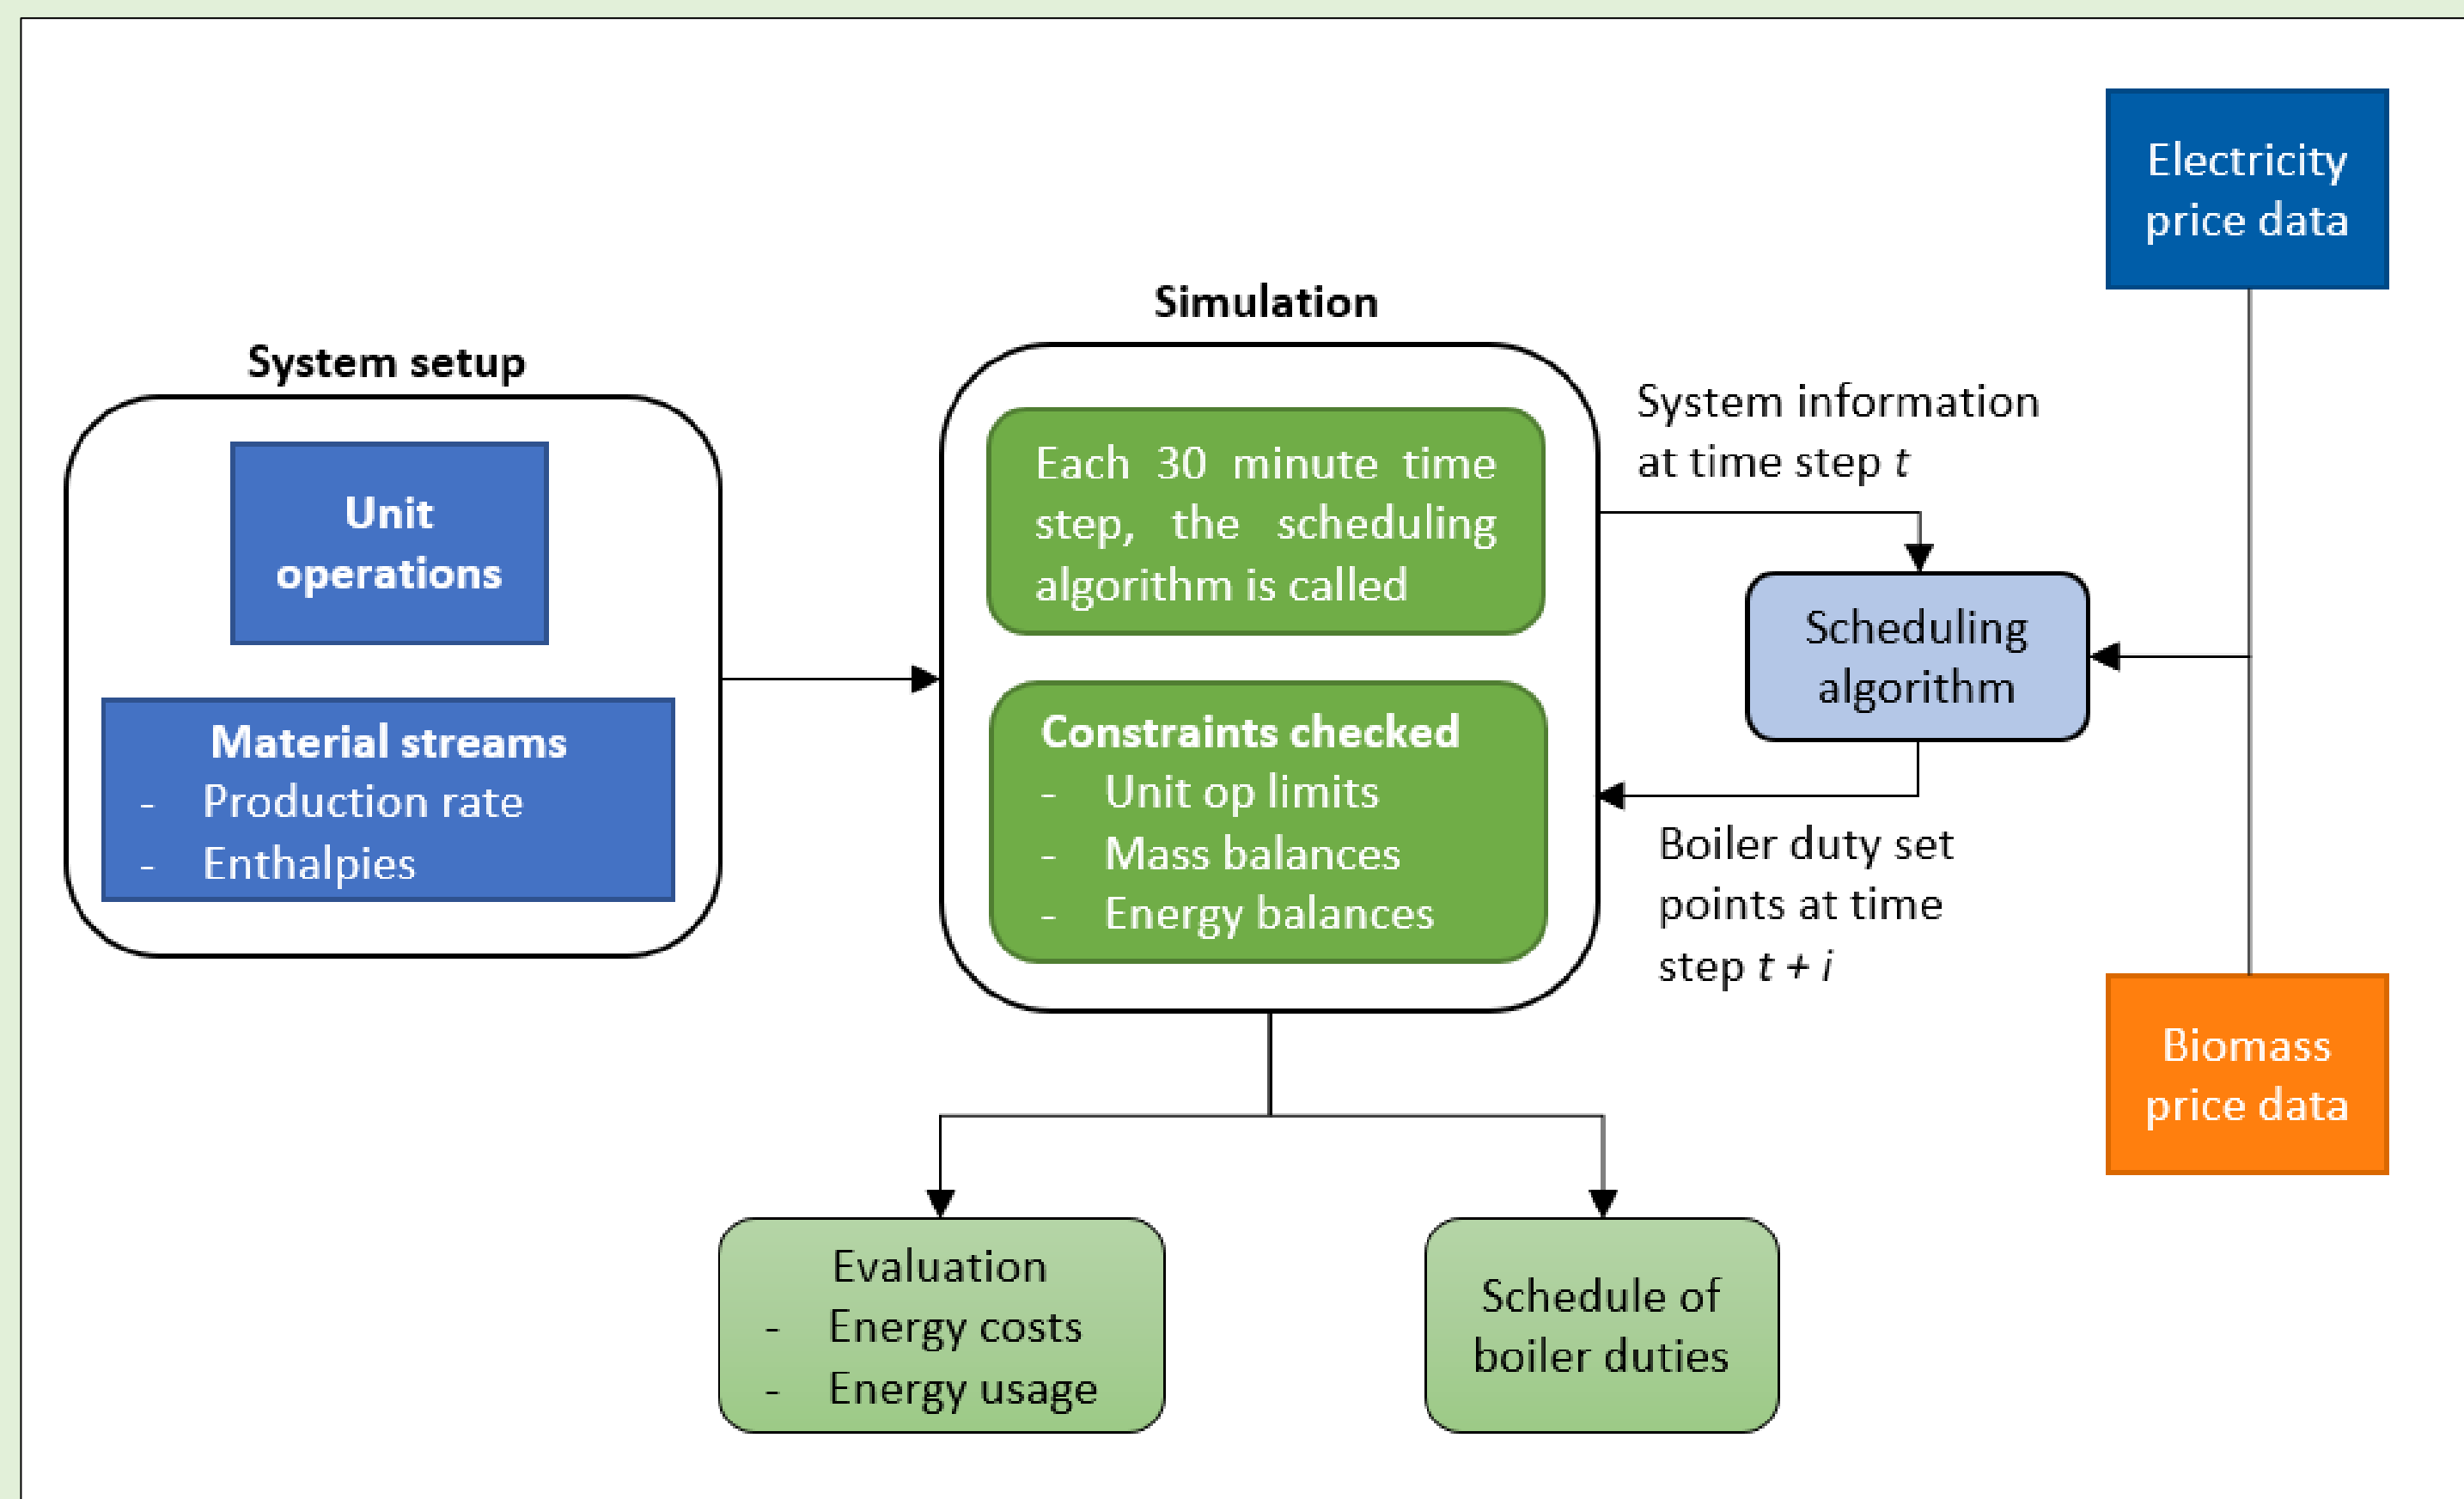 System setup
Unit
operations
Material streams
- Production rate
- Enthalpies
Simulation
Each 30 minute time
step, the scheduling
algorithm is called
Constraints checked
- Unit op limits
- Mass balances
- Energy balances
System information
at time step t
Scheduling
algorithm
Boiler duty set
points at time
step t + i
Electricity
price data
Biomass
price data
Evaluation
- Energy costs
- Energy usage
Schedule of
boiler duties